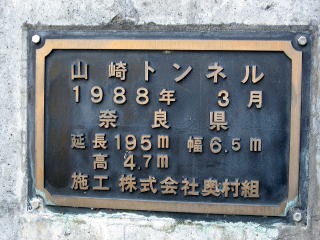 山崎トンネル
1988年 3月
奈良県
延長195m 幅6.5m
高4.7m
施工 株式会社奥村組